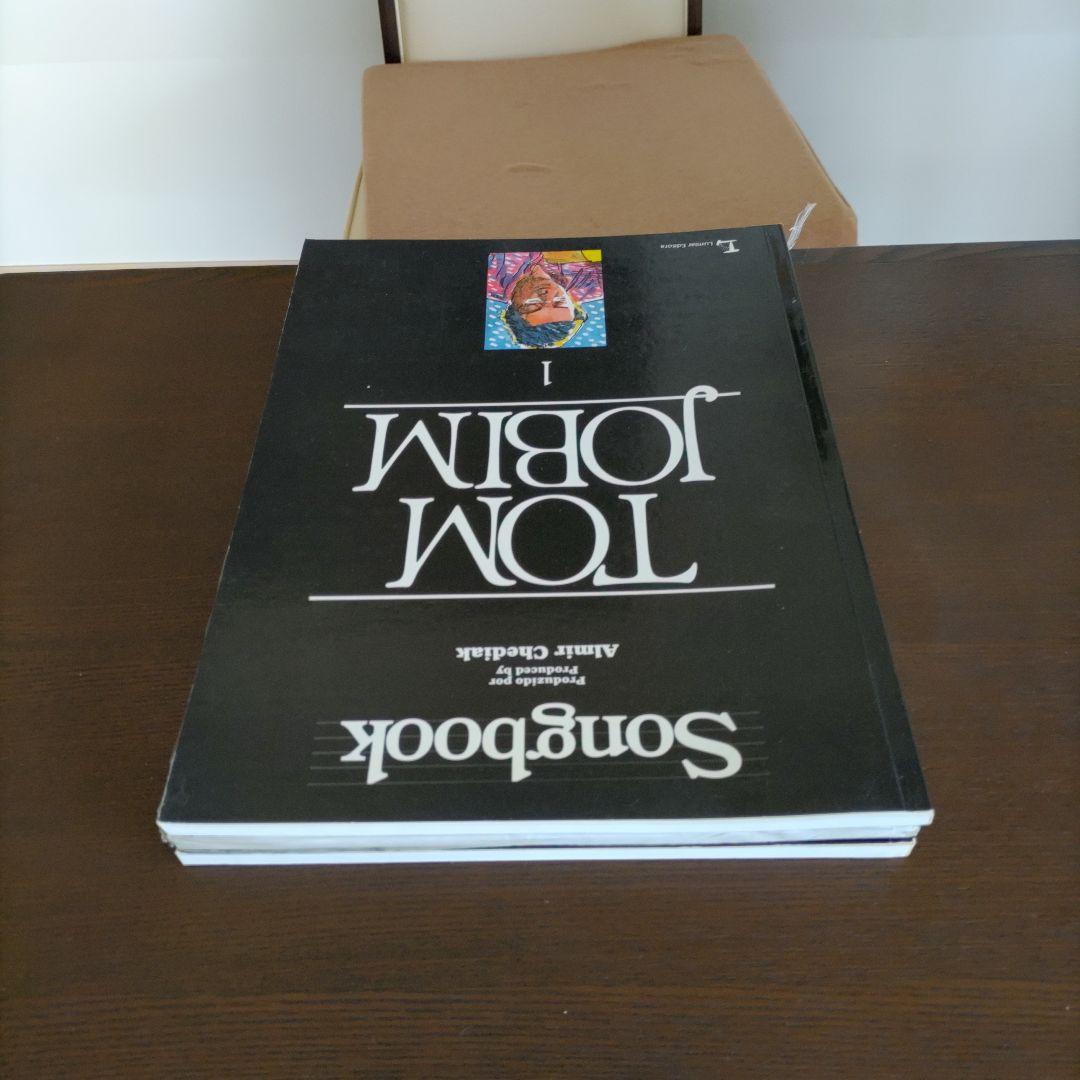 Songbook
Produzido por
Produced by
Almir Chediak
TOM
JOBIM
1
Lumiar Editora